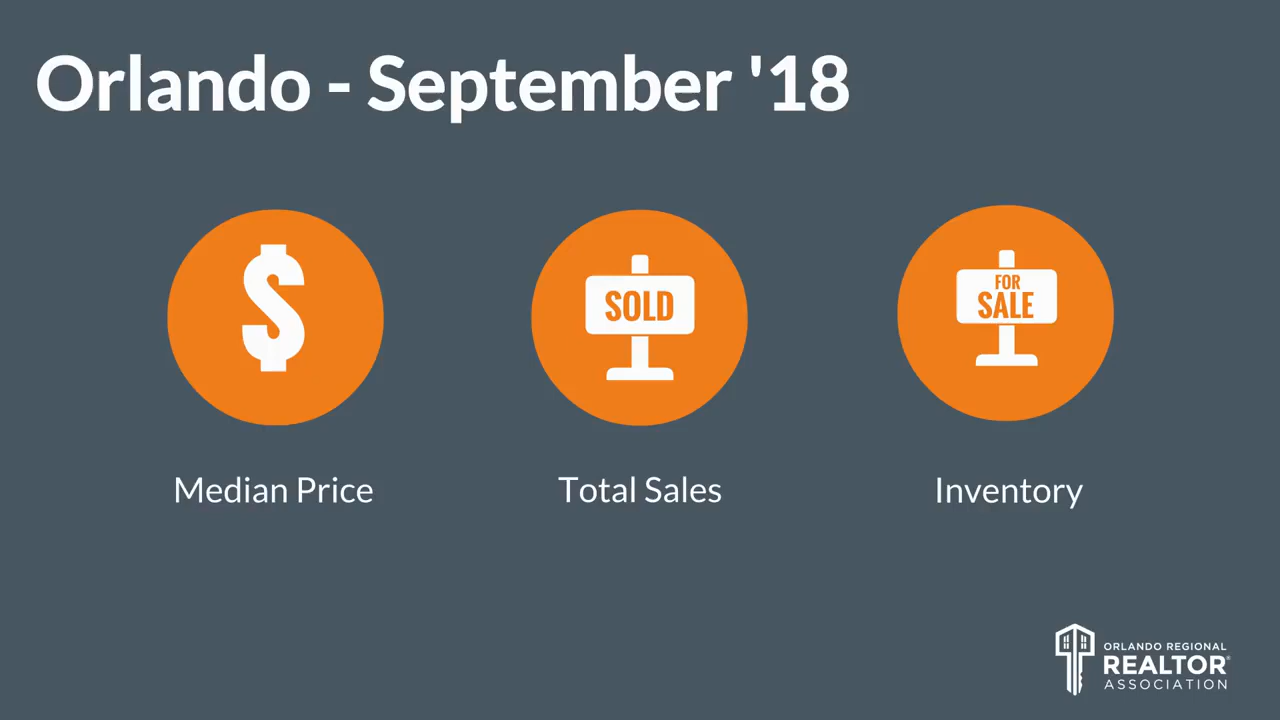 Orlando - September '18
$
SOLD
FOR
SALE
Median Price
Total Sales
Inventory
ORLANDO REGIONAL
REALTOR®
ASSOCIATION